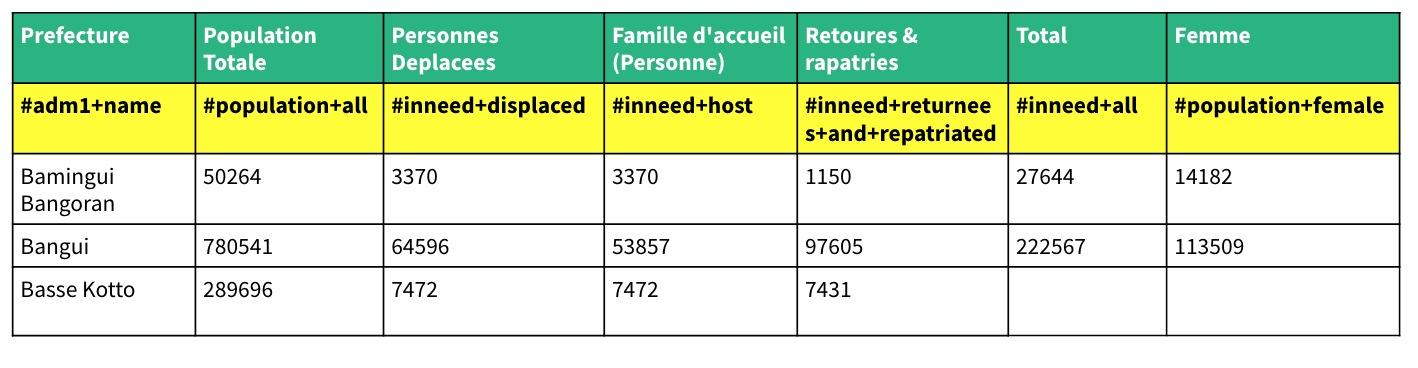 Prefecture Population Totale Personnes Deplacees Famille d'accueil (Personne) Retoures & rapatries Total Femme
#adm1+name #population+all #inneed+displaced #inneed+host #inneed+returnees+and+repatriated #inneed+all #population+female
Bamingui Bangoran 50264 3370 3370 1150 27644 14182
Bangui 780541 64596 53857 97605 222567 113509
Basse Kotto 289696 7472 7472 7431